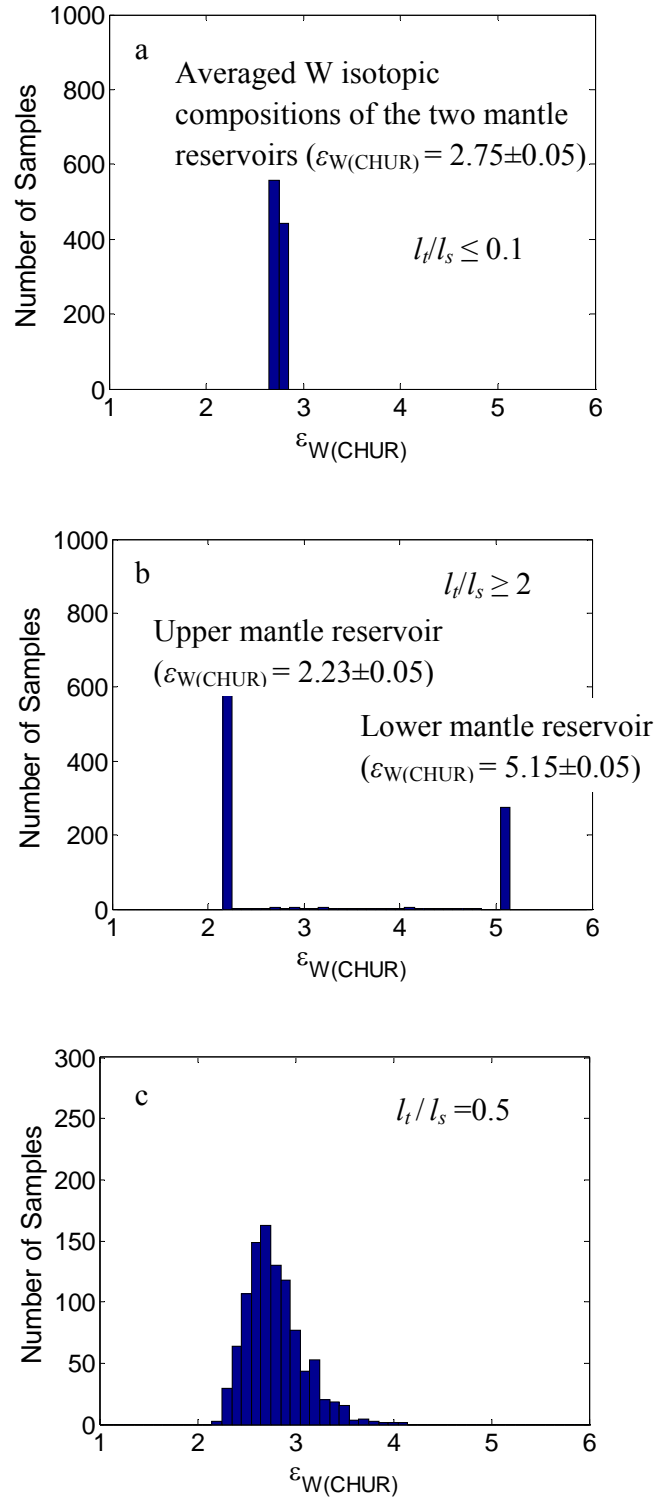 1000
800
600
400
200
0
Number of Samples
a
Averaged W isotopic
compositions of the two mantle
reservoirs (εW(CHUR) = 2.75±0.05)
lt/ls ≤ 0.1
1 2 3 4 5 6
εW(CHUR)
1000
800
600
400
200
0
Number of Samples
b
lt/ls ≥ 2
Upper mantle reservoir
(εW(CHUR) = 2.23±0.05)
Lower mantle reservoir
(εW(CHUR) = 5.15±0.05)
1 2 3 4 5 6
εW(CHUR)
300
250
200
150
100
50
0
Number of Samples
c
lt / ls =0.5
1 2 3 4 5 6
εW(CHUR)